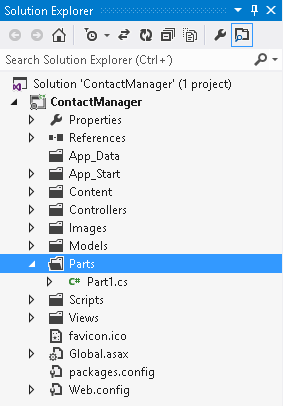 Solution Explorer
Search Solution Explorer (Ctrl+´)
Solution 'ContactManager' (1 project)
ContactManager
Properties
References
App_Data
App_Start
Content
Controllers
Images
Models
Parts
C# Part1.cs
Scripts
Views
favicon.ico
Global.asax
packages.config
Web.config